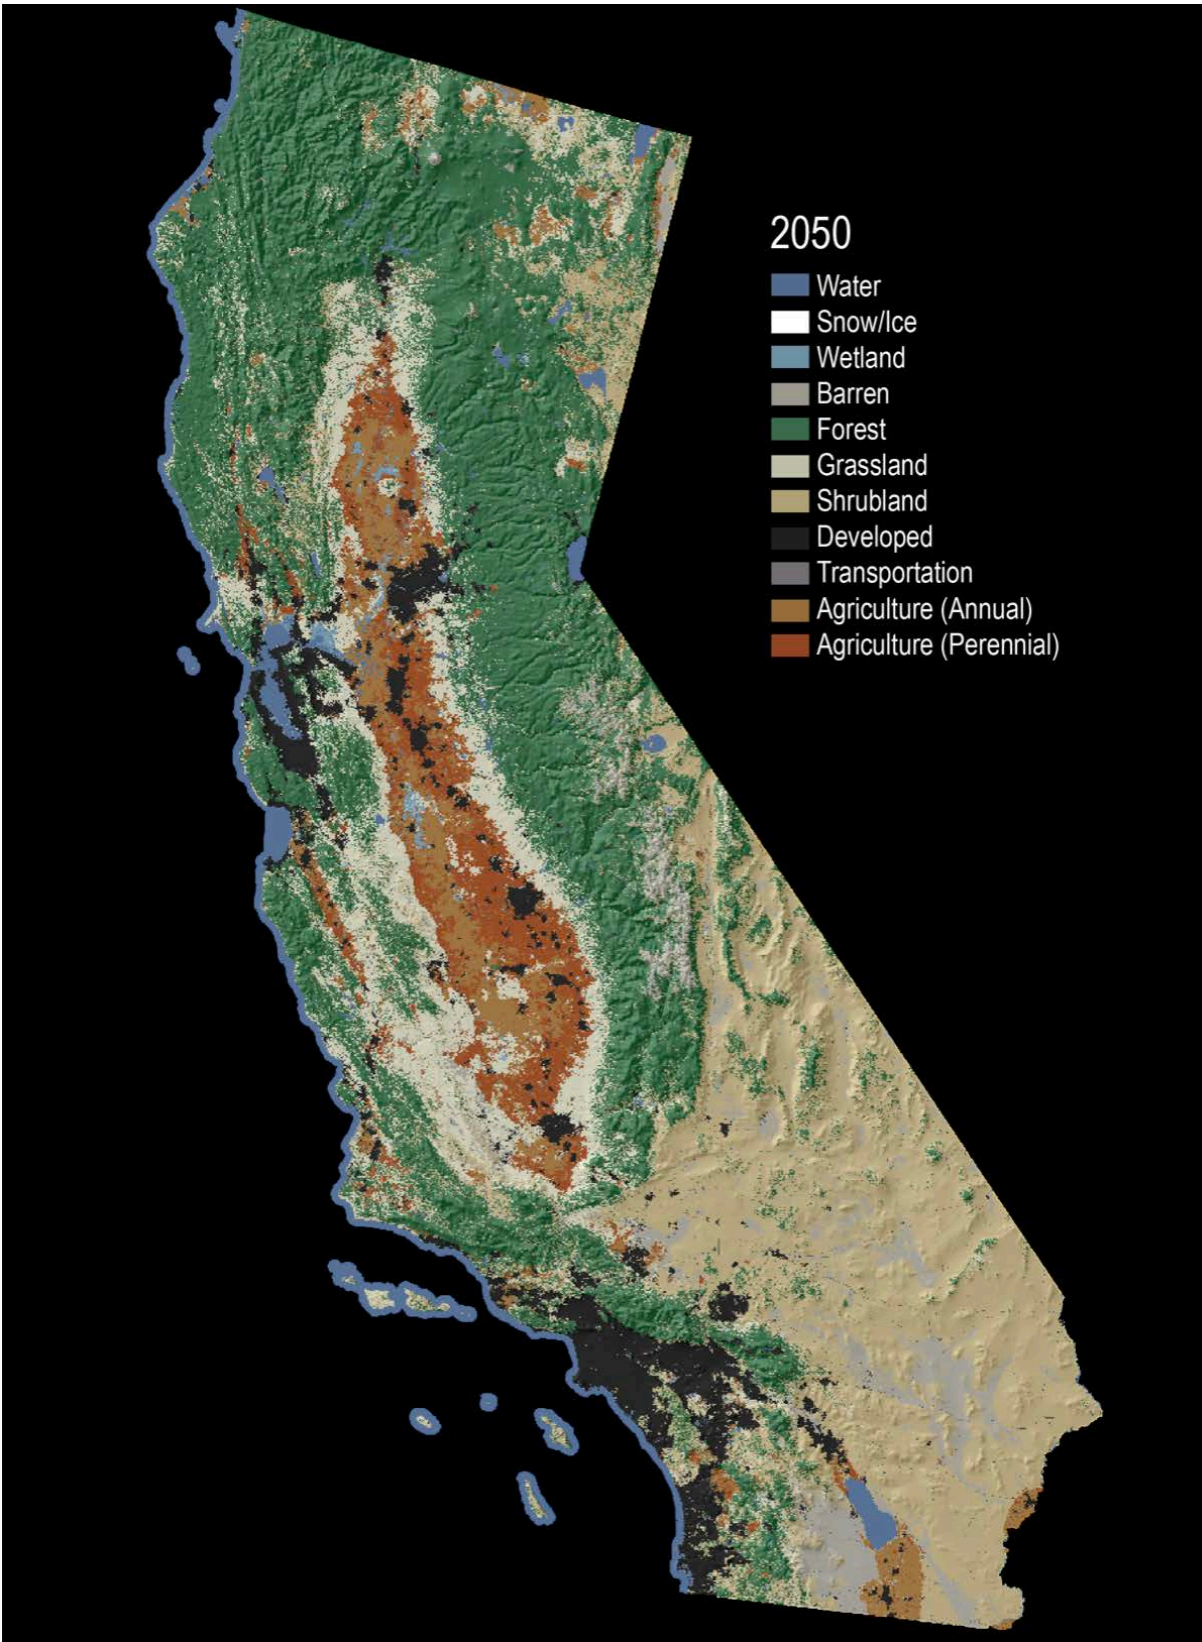 2050
Water
Snow/Ice
Wetland
Barren
Forest
Grassland
Shrubland
Developed
Transportation
Agriculture (Annual)
Agriculture (Perennial)